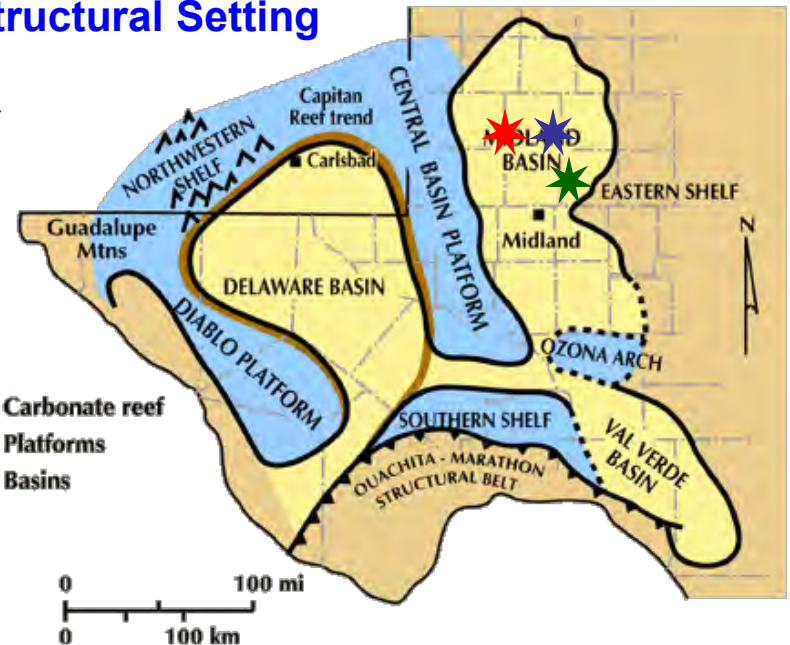 tructural Setting
Capitan
Reef trend
CENTRAL BASIN PLATFORM
NORTHWESTERN
SHELF
Carlsbad
MIDLAND
BASIN
EASTERN SHELF
Guadalupe
Mtns
Midland
N
DELAWARE BASIN
DIABLO PLATFORM
OZONA ARCH
Carbonate reef
Platforms
Basins
SOUTHERN SHELF
VAL VERDE
BASIN
OUACHITA - MARATHON
STRUCTURAL BELT
0 100 mi
0 100 km